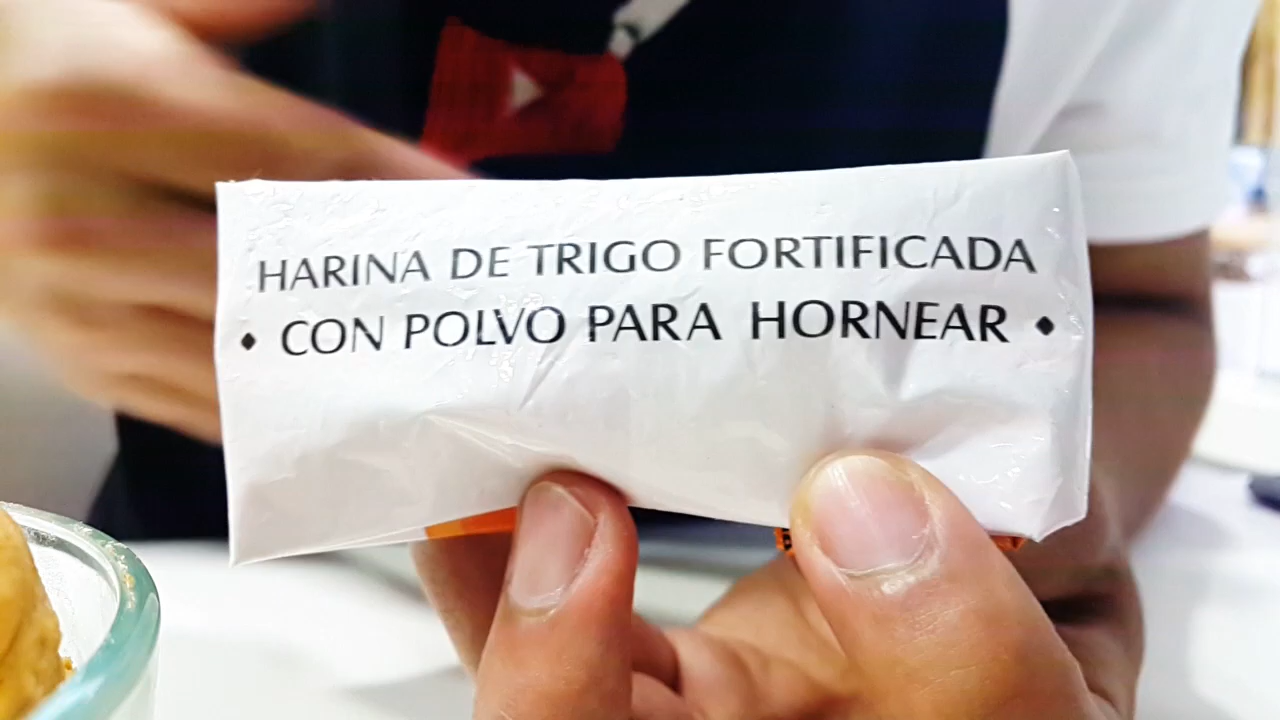 HARINA DE TRIGO FORTIFICADA
• CON POLVO PARA HORNEAR •